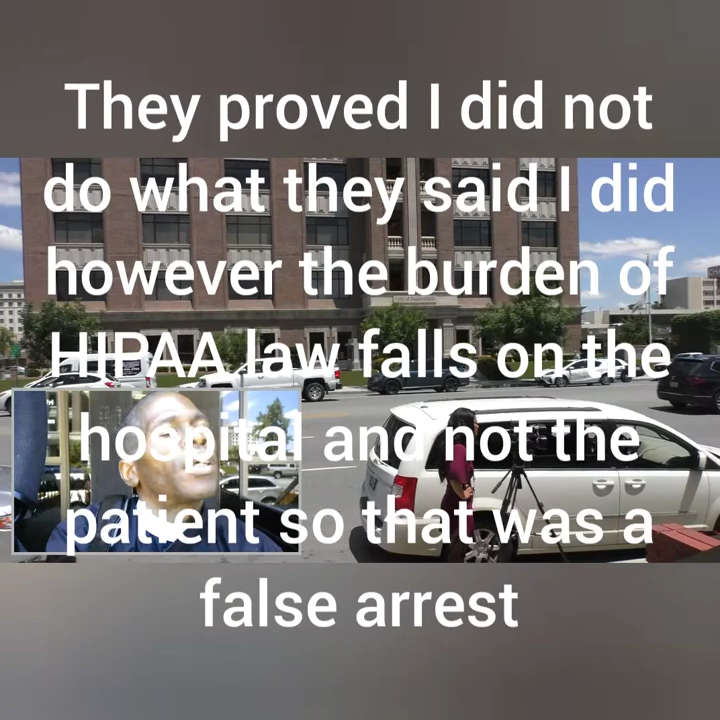 They proved I did not
do what they said I did
however the burden of
HIPAA law falls on the
hospital and not the
patient so that was a
false arrest